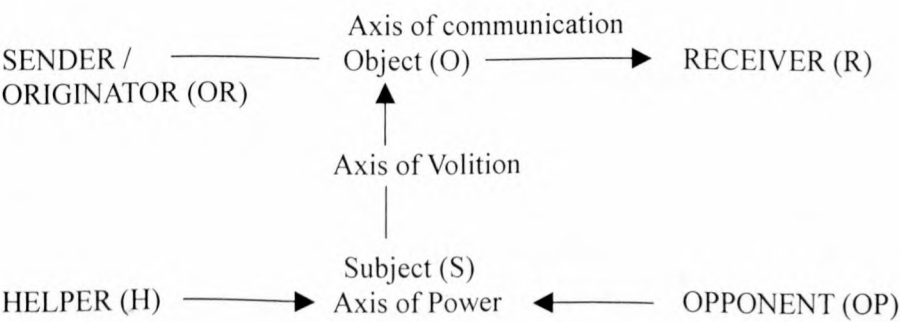 Axis of communication
SENDER / Object (O) RECEIVER (R)
ORIGINATOR (OR)
Axis of Volition
Subject (S)
HELPER (H) Axis of Power OPPONENT (OP)